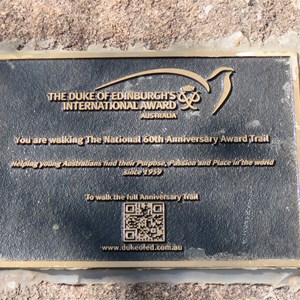 THE DUKE OF EDINBURGH'S
INTERNATIONAL AWARD
AUSTRALIA
You are walking The National 60th Anniversary Award Trail
Helping young Australians find their Purpose, Passion and Place in the world
since 1959
To walk the full Anniversary Trail
www.dukeofed.com.au